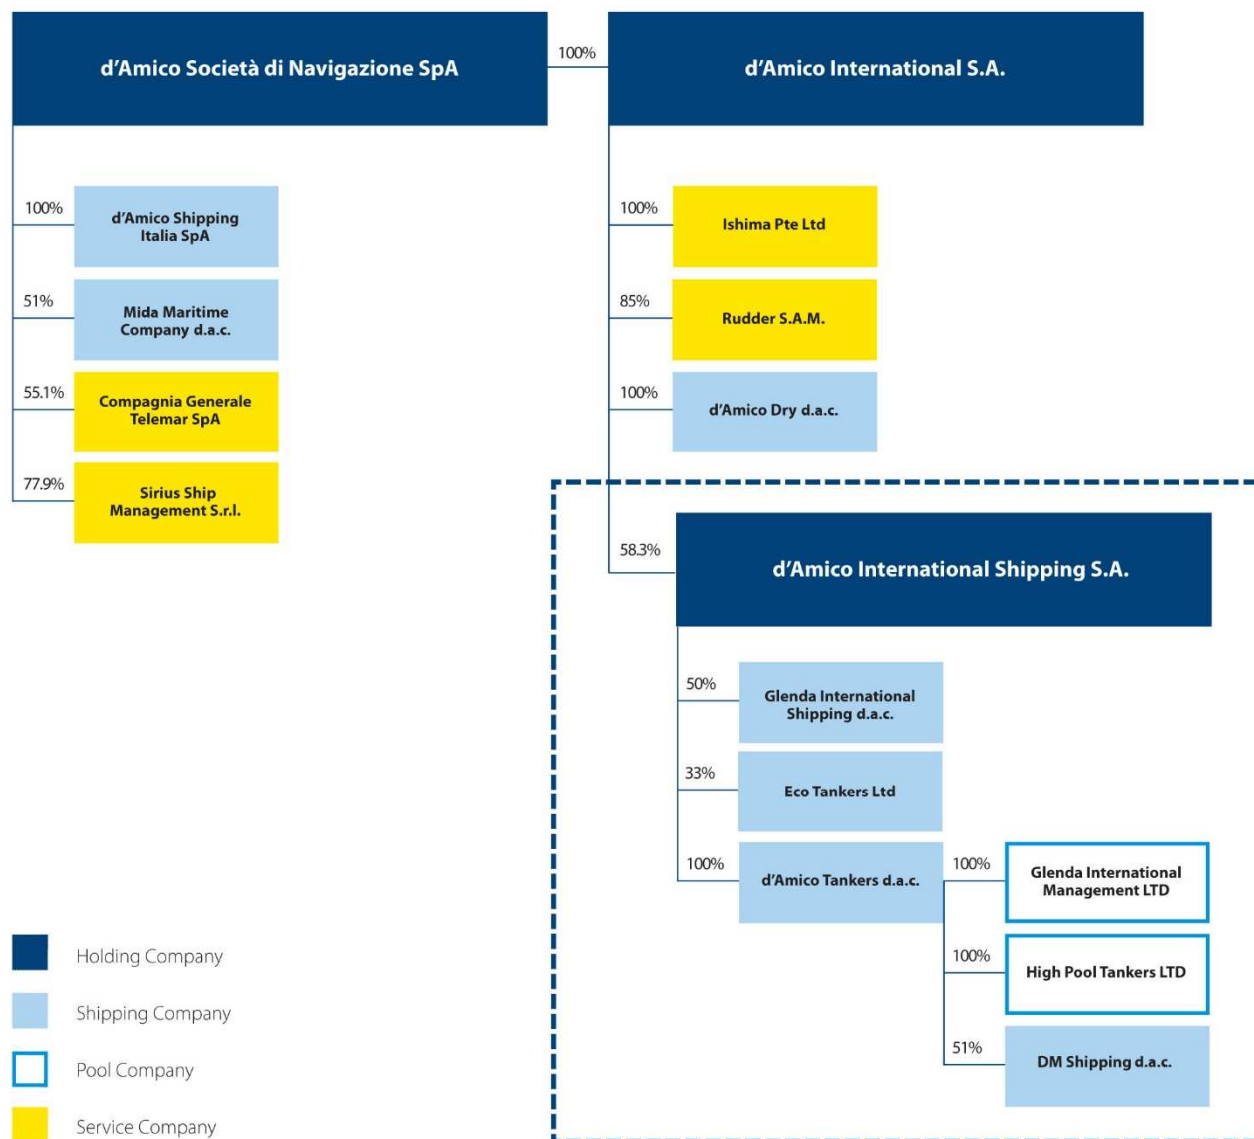 d'Amico Società di Navigazione SpA
100%
d'Amico International S.A.
100%
d'Amico Shipping
Italia SpA
51%
Mida Maritime
Company d.a.c.
55.1%
Compagnia Generale
Telemar SpA
77.9%
Sirius Ship
Management S.r.l.
100%
Ishima Pte Ltd
85%
Rudder S.A.M.
100%
d'Amico Dry d.a.c.
58.3%
d'Amico International Shipping S.A.
50%
Glenda International
Shipping d.a.c.
33%
Eco Tankers Ltd
100%
d'Amico Tankers d.a.c.
100%
Glenda International
Management LTD
100%
High Pool Tankers LTD
51%
DM Shipping d.a.c.
Holding Company
Shipping Company
Pool Company
Service Company